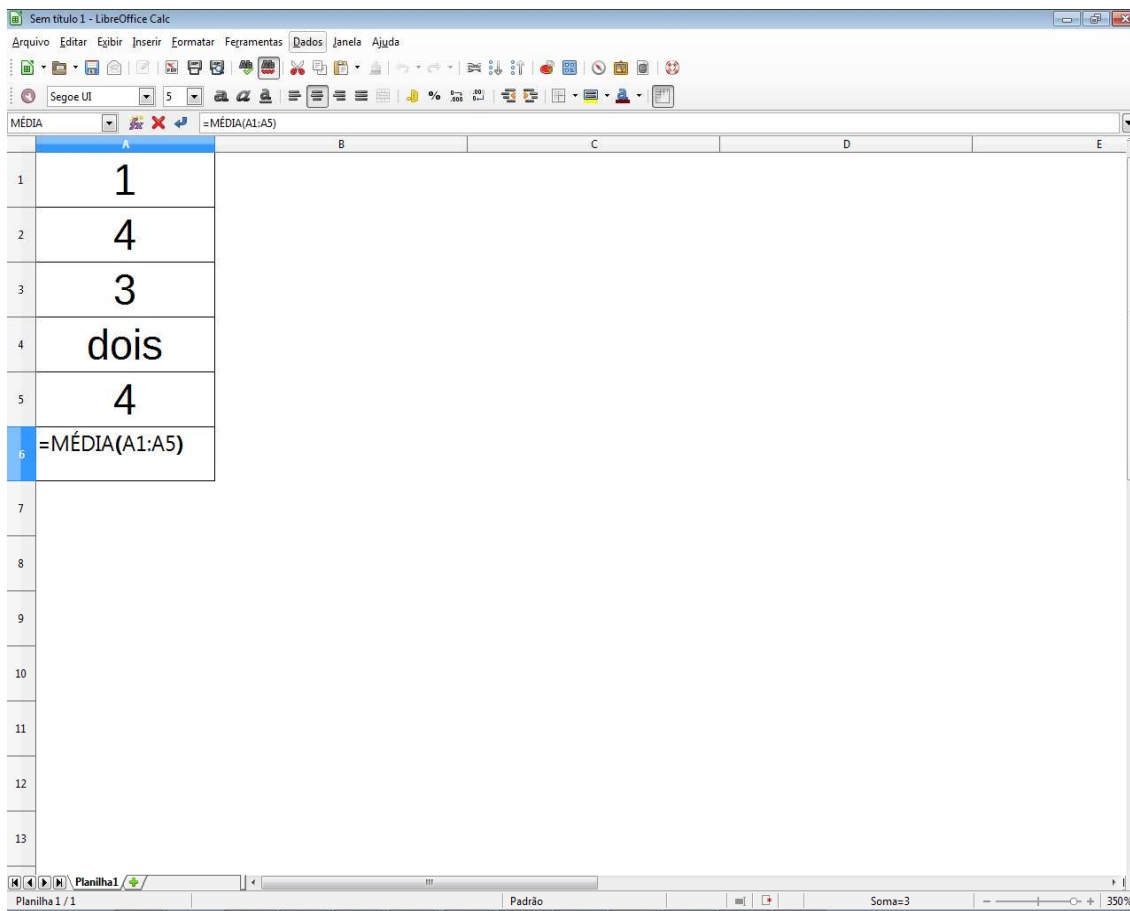 Sem título 1 - LibreOffice Calc
Arquivo Editar Exibir Inserir Formatar Ferramentas Dados Janela Ajuda
Segoe UI 5
MÉDIA =MÉDIA(A1:A5)
A B C D E
1 1
2 4
3 3
4 dois
5 4
6 =MÉDIA(A1:A5)
7
8
9
10
11
12
13
Planilha1
Planilha 1 / 1 Padrão Soma=3 350%